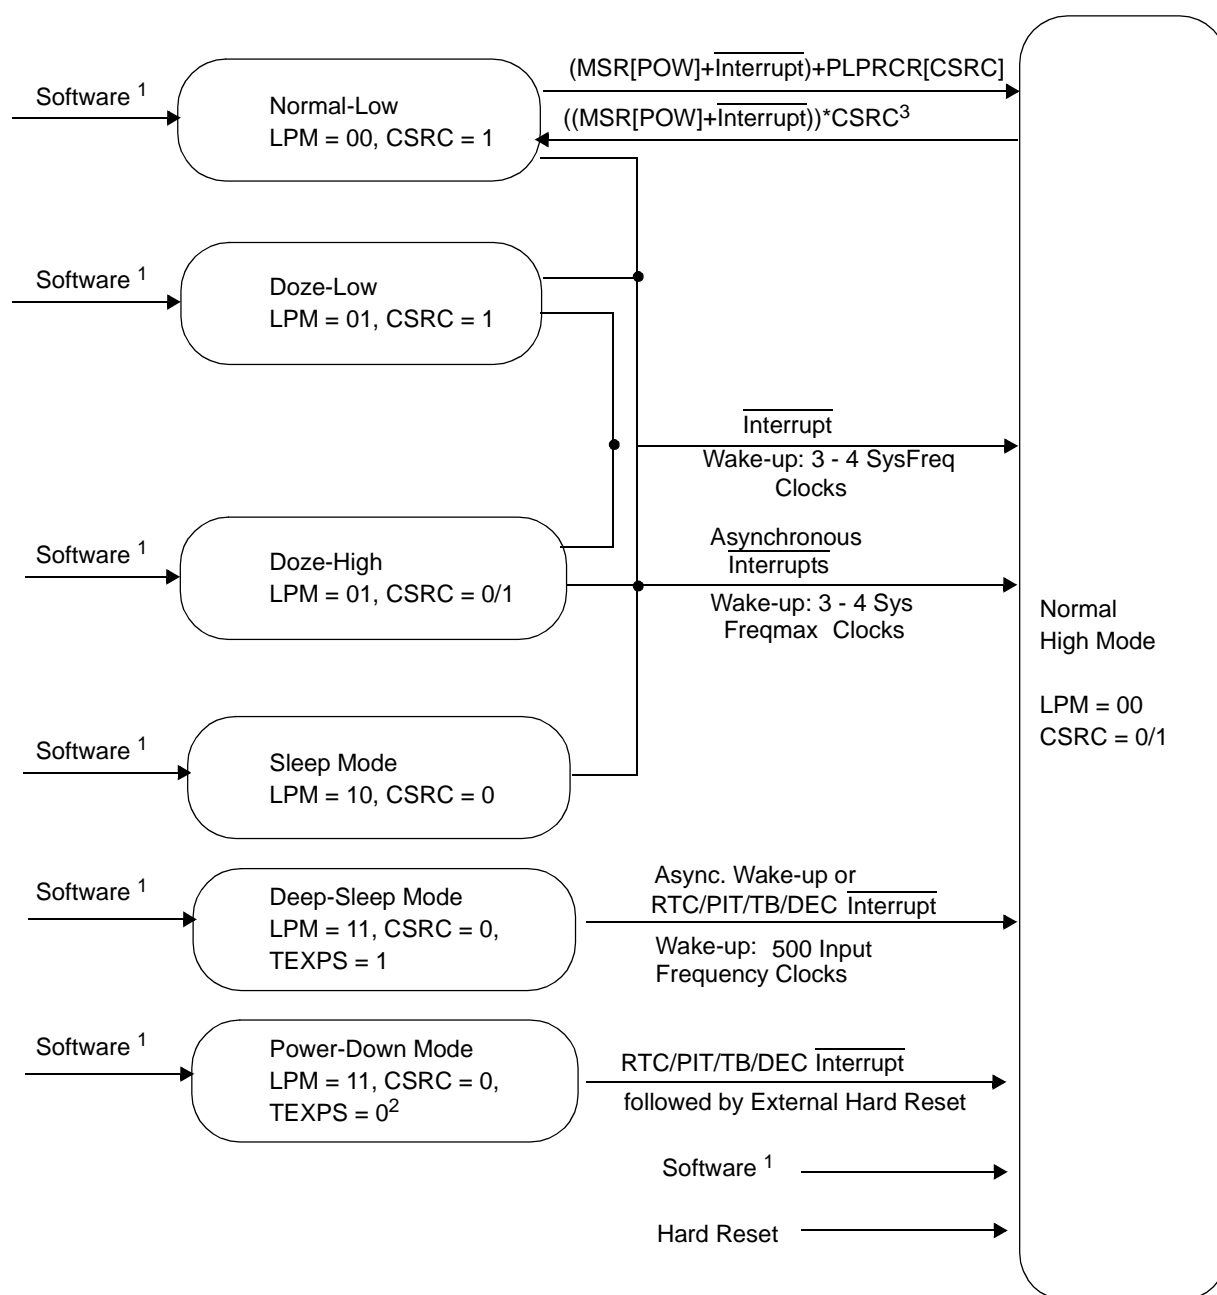 (MSR[POW]+Interrupt)+PLPRCR[CSRC]
Software 1
Normal-Low
LPM = 00, CSRC = 1
((MSR[POW]+Interrupt))*CSRC3
Software 1
Doze-Low
LPM = 01, CSRC = 1
Interrupt
Wake-up: 3 - 4 SysFreq
Clocks
Software 1
Doze-High
LPM = 01, CSRC = 0/1
Asynchronous
Interrupts
Wake-up: 3 - 4 Sys
Freqmax Clocks
Normal
High Mode
LPM = 00
CSRC = 0/1
Software 1
Sleep Mode
LPM = 10, CSRC = 0
Software 1
Deep-Sleep Mode
LPM = 11, CSRC = 0,
TEXPS = 1
Async. Wake-up or
RTC/PIT/TB/DEC Interrupt
Wake-up: 500 Input
Frequency Clocks
Software 1
Power-Down Mode
LPM = 11, CSRC = 0,
TEXPS = 02
RTC/PIT/TB/DEC Interrupt
followed by External Hard Reset
Software 1
Hard Reset